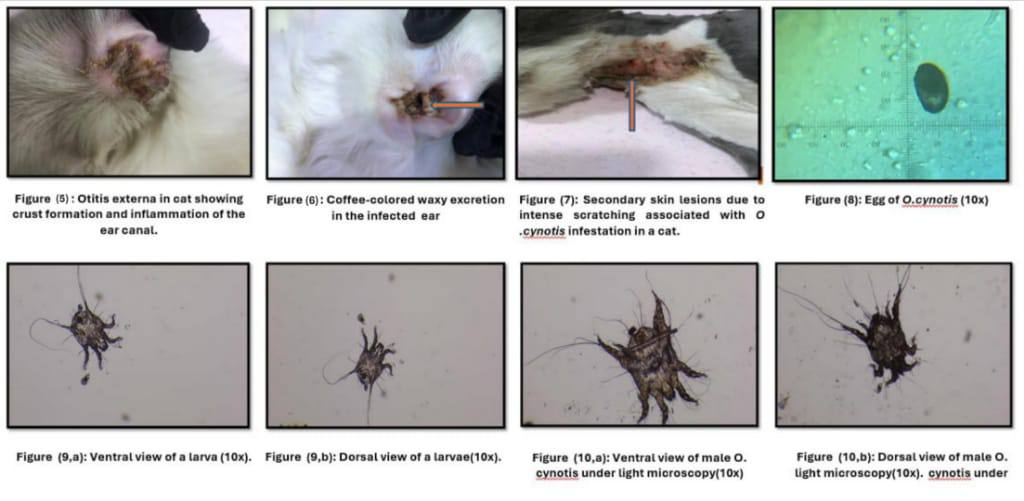 Figure (5) : Otitis externa in cat showing
crust formation and inflammation of the
ear canal.
Figure (6): Coffee-colored waxy excretion
in the infected ear
Figure (7): Secondary skin lesions due to
intense scratching associated with O
.cynotis infestation in a cat.
Figure (8): Egg of O.cynotis (10x)
Figure (9,a): Ventral view of a larva (10x).
Figure (9,b): Dorsal view of a larvae(10x).
Figure (10,a): Ventral view of male O.
cynotis under light microscopy(10x)
Figure (10,b): Dorsal view of male O.
light microscopy(10x). cynotis under